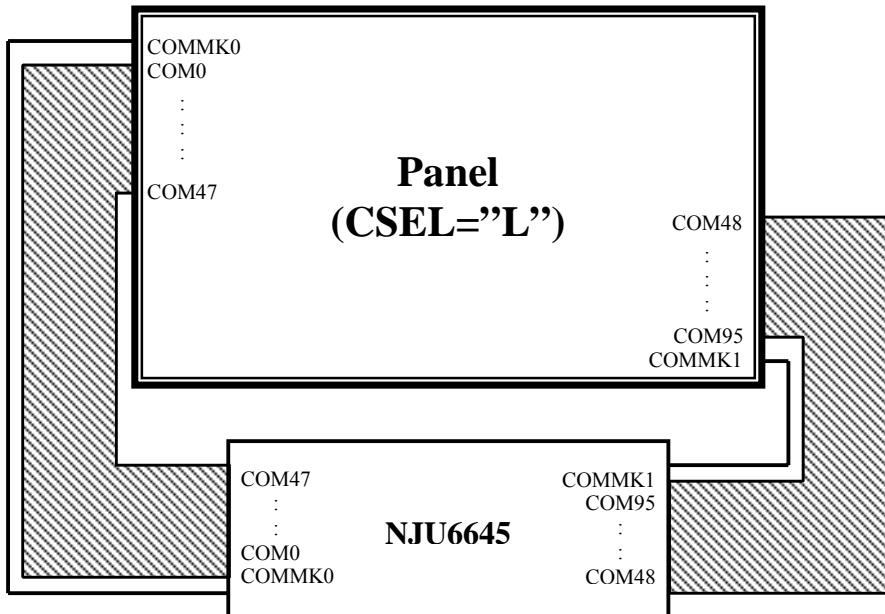 COMMK0
COM0
:
:
:
COM47
Panel
(CSEL=”L”)
COM48
:
:
:
COM95
COMMK1
COM47
:
:
COM0
COMMK0
NJU6645
COMMK1
COM95
:
:
COM48